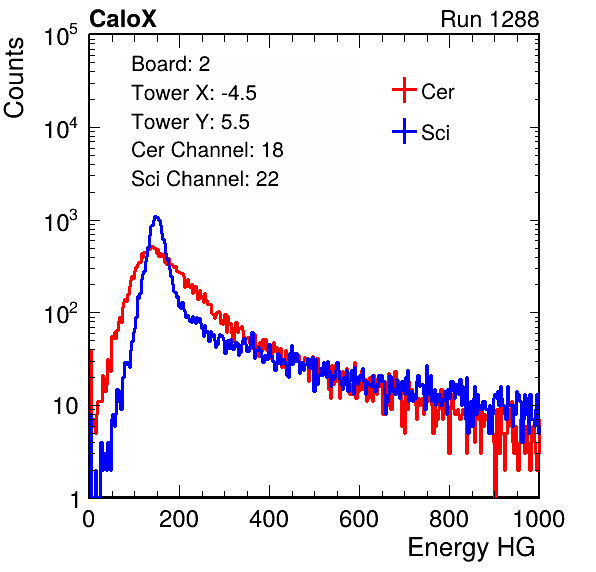 CaloX Run 1288
Counts
Board: 2
Tower X: -4.5
Tower Y: 5.5
Cer Channel: 18
Sci Channel: 22
Cer
Sci
10^5
10^4
10^3
10^2
10
1
0 200 400 600 800 1000
Energy HG